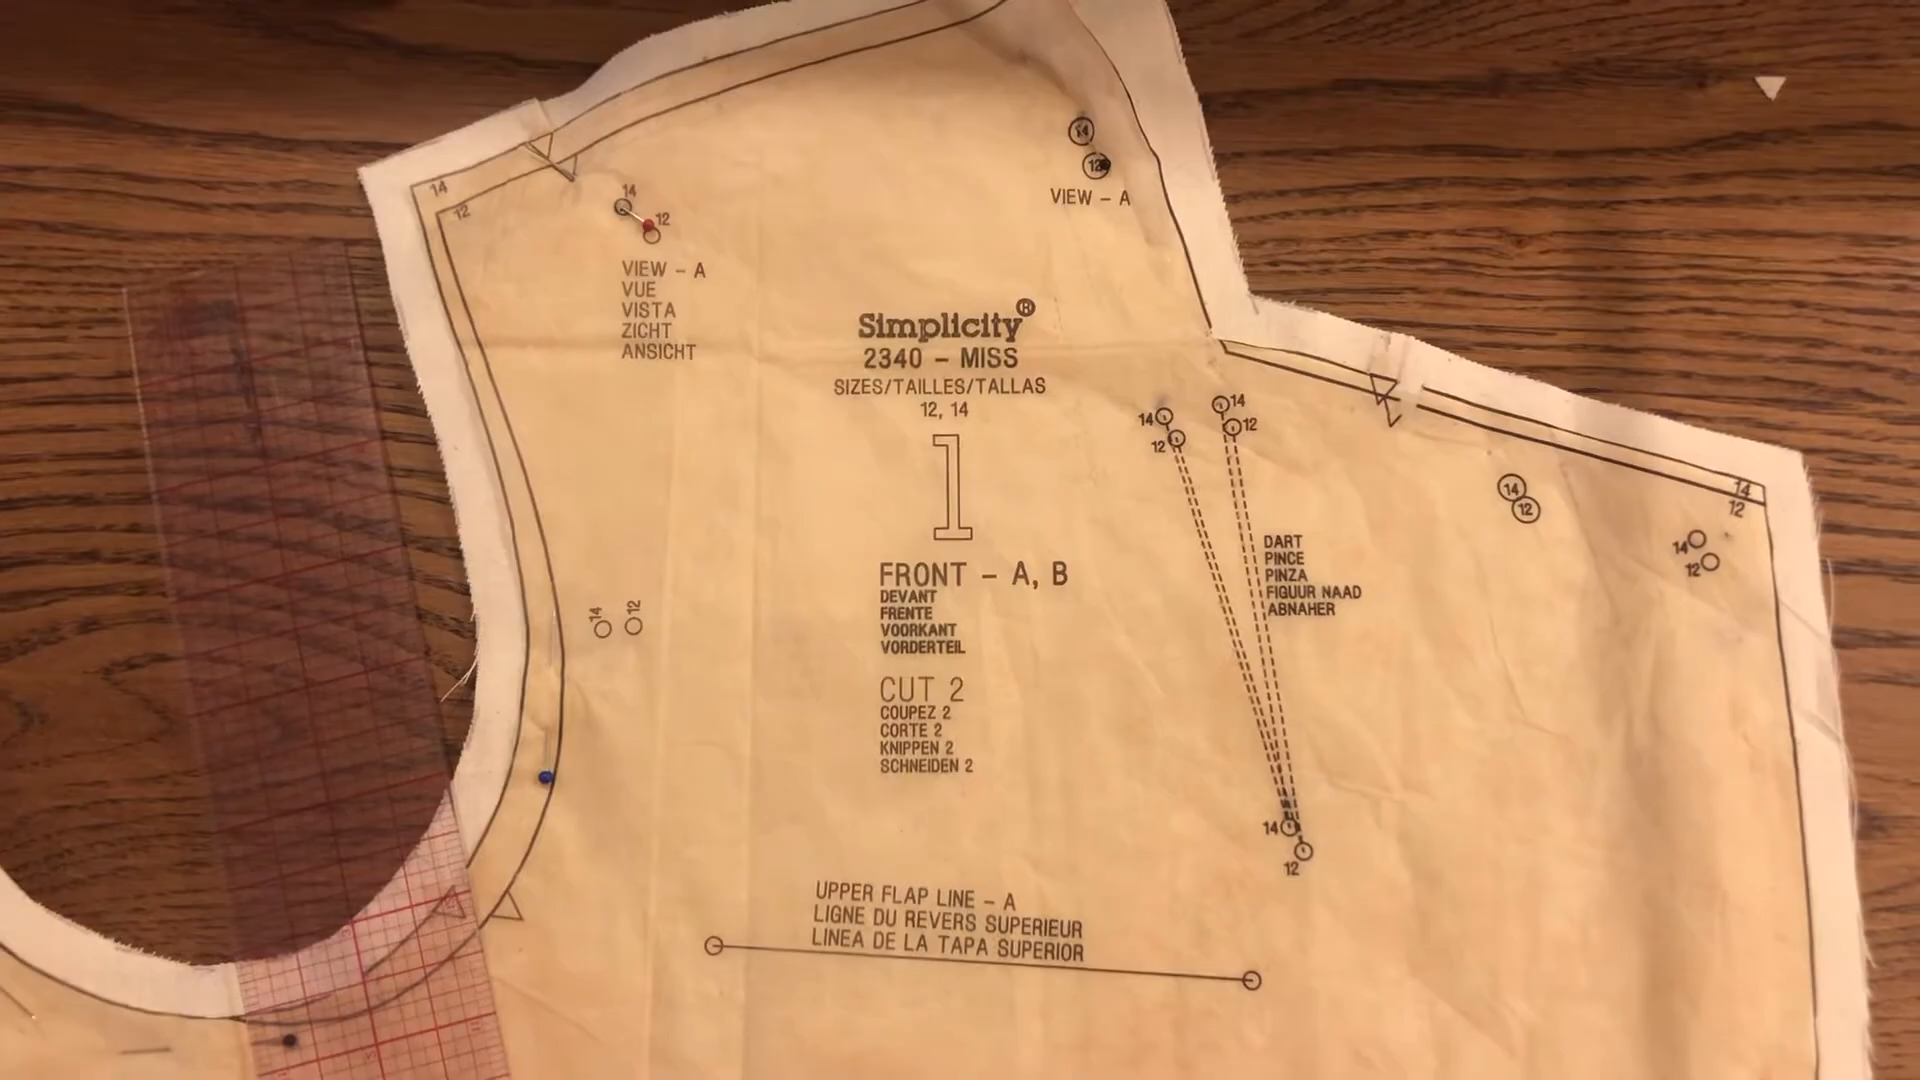 14
12
14
12
VIEW - A
VUE
VISTA
ZICHT
ANSICHT
14
12
VIEW - A
Simplicity®
2340 - MISS
SIZES/TAILLES/TALLAS
12, 14
1
FRONT - A, B
DEVANT
FRENTE
VOORKANT
VORDERTEIL
CUT 2
COUPEZ 2
CORTE 2
KNIPPEN 2
SCHNEIDEN 2
14
12
14
12
14
12
DART
PINCE
PINZA
FIGUUR NAAD
ABNAHER
14
12
14
12
14
12
14
12
UPPER FLAP LINE - A
LIGNE DU REVERS SUPERIEUR
LINEA DE LA TAPA SUPERIOR